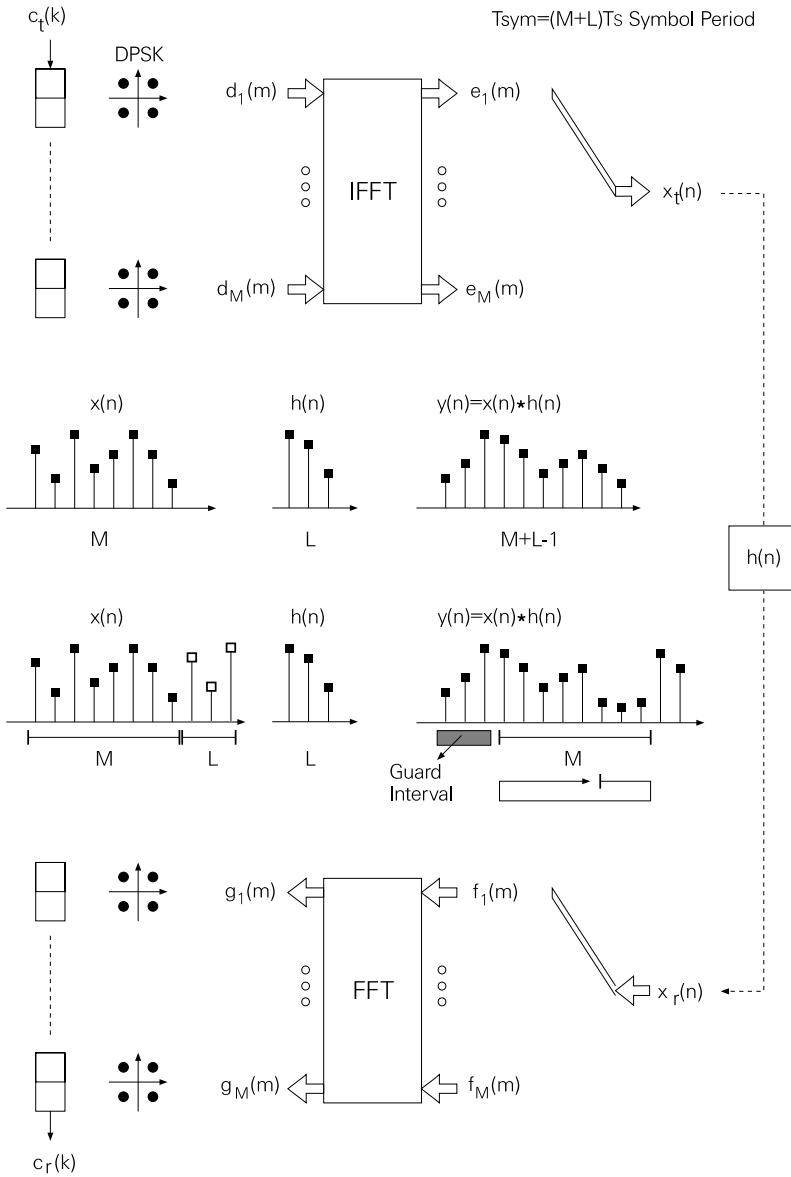 c_t(k)
Tsym=(M+L)Ts Symbol Period
DPSK
d_1(m)
e_1(m)
IFFT
x_t(n)
d_M(m)
e_M(m)
x(n)
h(n)
y(n)=x(n)*h(n)
M
L
M+L-1
h(n)
x(n)
h(n)
y(n)=x(n)*h(n)
M
L
L
Guard
Interval
M
g_1(m)
f_1(m)
FFT
x_r(n)
g_M(m)
f_M(m)
c_r(k)